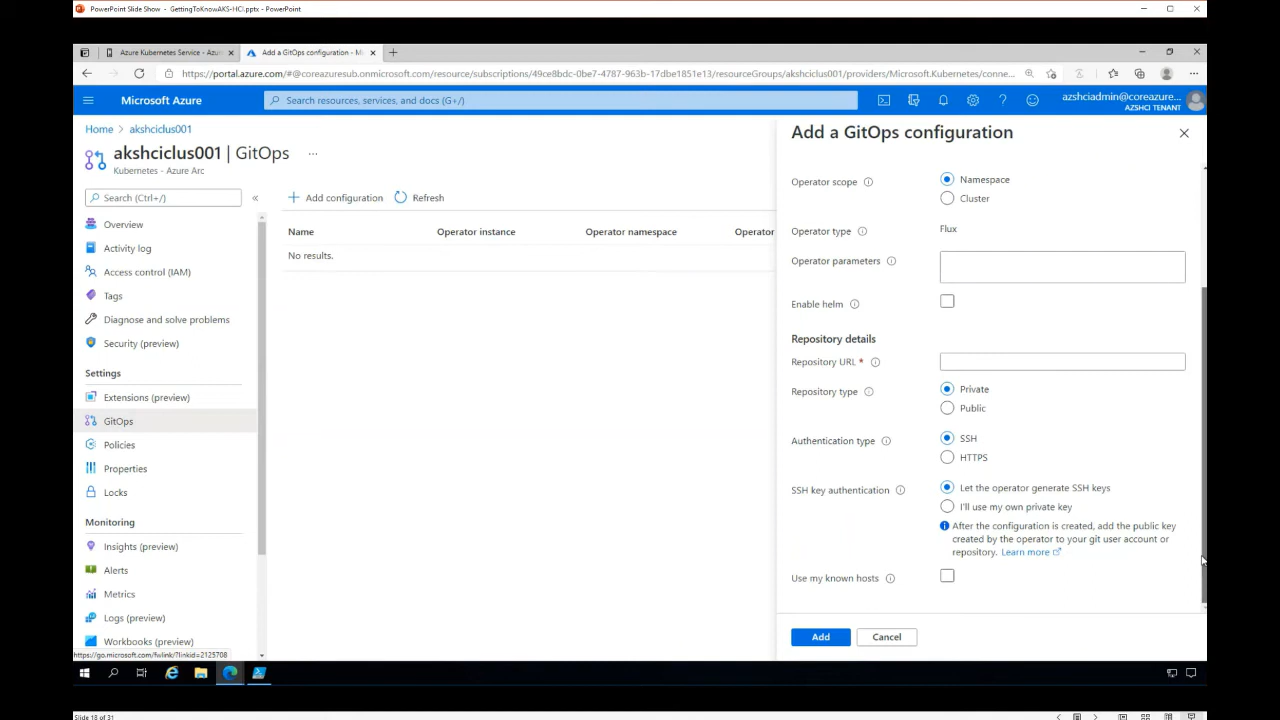 PowerPoint Slide Show - GettingToKnowAKS-HCI.pptx - PowerPoint
Azure Kubernetes Service - Azu
Add a GitOps configuration - Mi
https://portal.azure.com/#@coreazuresub.onmicrosoft.com/resource/subscriptions/49ce8bdc-0be7-4787-963b-17dbe1851e13/resourceGroups/akshciclus001/providers/Microsoft.Kubernetes/conne...
Microsoft Azure
Search resources, services, and docs (G+/)
azshciadmin@coreazure...
AZSHCI TENANT
Home > akshciclus001
akshciclus001 | GitOps ...
Kubernetes - Azure Arc
Search (Ctrl+/)
«
Overview
Activity log
Access control (IAM)
Tags
Diagnose and solve problems
Security (preview)
Settings
Extensions (preview)
GitOps
Policies
Properties
Locks
Monitoring
Insights (preview)
Alerts
Metrics
Logs (preview)
Workbooks (preview)
https://go.microsoft.com/fwlink/?linkid=2125708
+ Add configuration Refresh
Name Operator instance Operator namespace Operator
No results.
Add a GitOps configuration
Operator scope
Namespace
Cluster
Operator type Flux
Operator parameters
Enable helm
Repository details
Repository URL *
Repository type
Private
Public
Authentication type
SSH
HTTPS
SSH key authentication
Let the operator generate SSH keys
I'll use my own private key
After the configuration is created, add the public key
created by the operator to your git user account or
repository. Learn more
Use my known hosts
Add Cancel
Slide 18 of 31